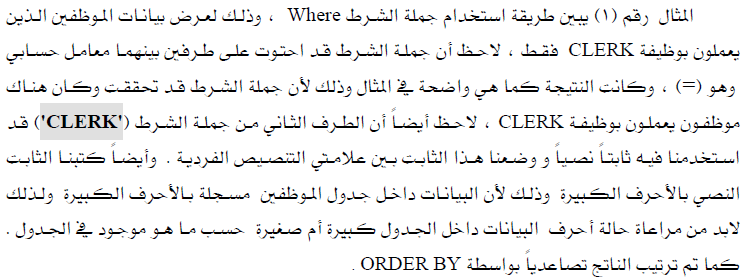 المثال رقم (١) يبين طريقة استخدام جملة الشرط Where ، وذلك لعرض بيانات الموظفين الذين
يعملون بوظيفة CLERK فقط ، لاحظ أن جملة الشرط قد احتوت على طرفين بينهما معامل حسابي
وهو (=) ، وكانت النتيجة كما هي واضحة في المثال وذلك لأن جملة الشرط قد تحققت وكان هناك
موظفون يعملون بوظيفة CLERK ، لاحظ أيضاً أن الطرف الثاني من جملة الشرط ('CLERK') قد
استخدمنا فيه ثابتاً نصياً و وضعنا هذا الثابت بين علامتي التنصيص الفردية . وأيضاً كتبنا الثابت
النصي بالأحرف الكبيرة وذلك لأن البيانات داخل جدول الموظفين مسجلة بالأحرف الكبيرة ولذلك
لابد من مراعاة حالة أحرف البيانات داخل الجدول كبيرة أم صغيرة حسب ما هو موجود في الجدول .
كما تم ترتيب الناتج تصاعدياً بواسطة ORDER BY .